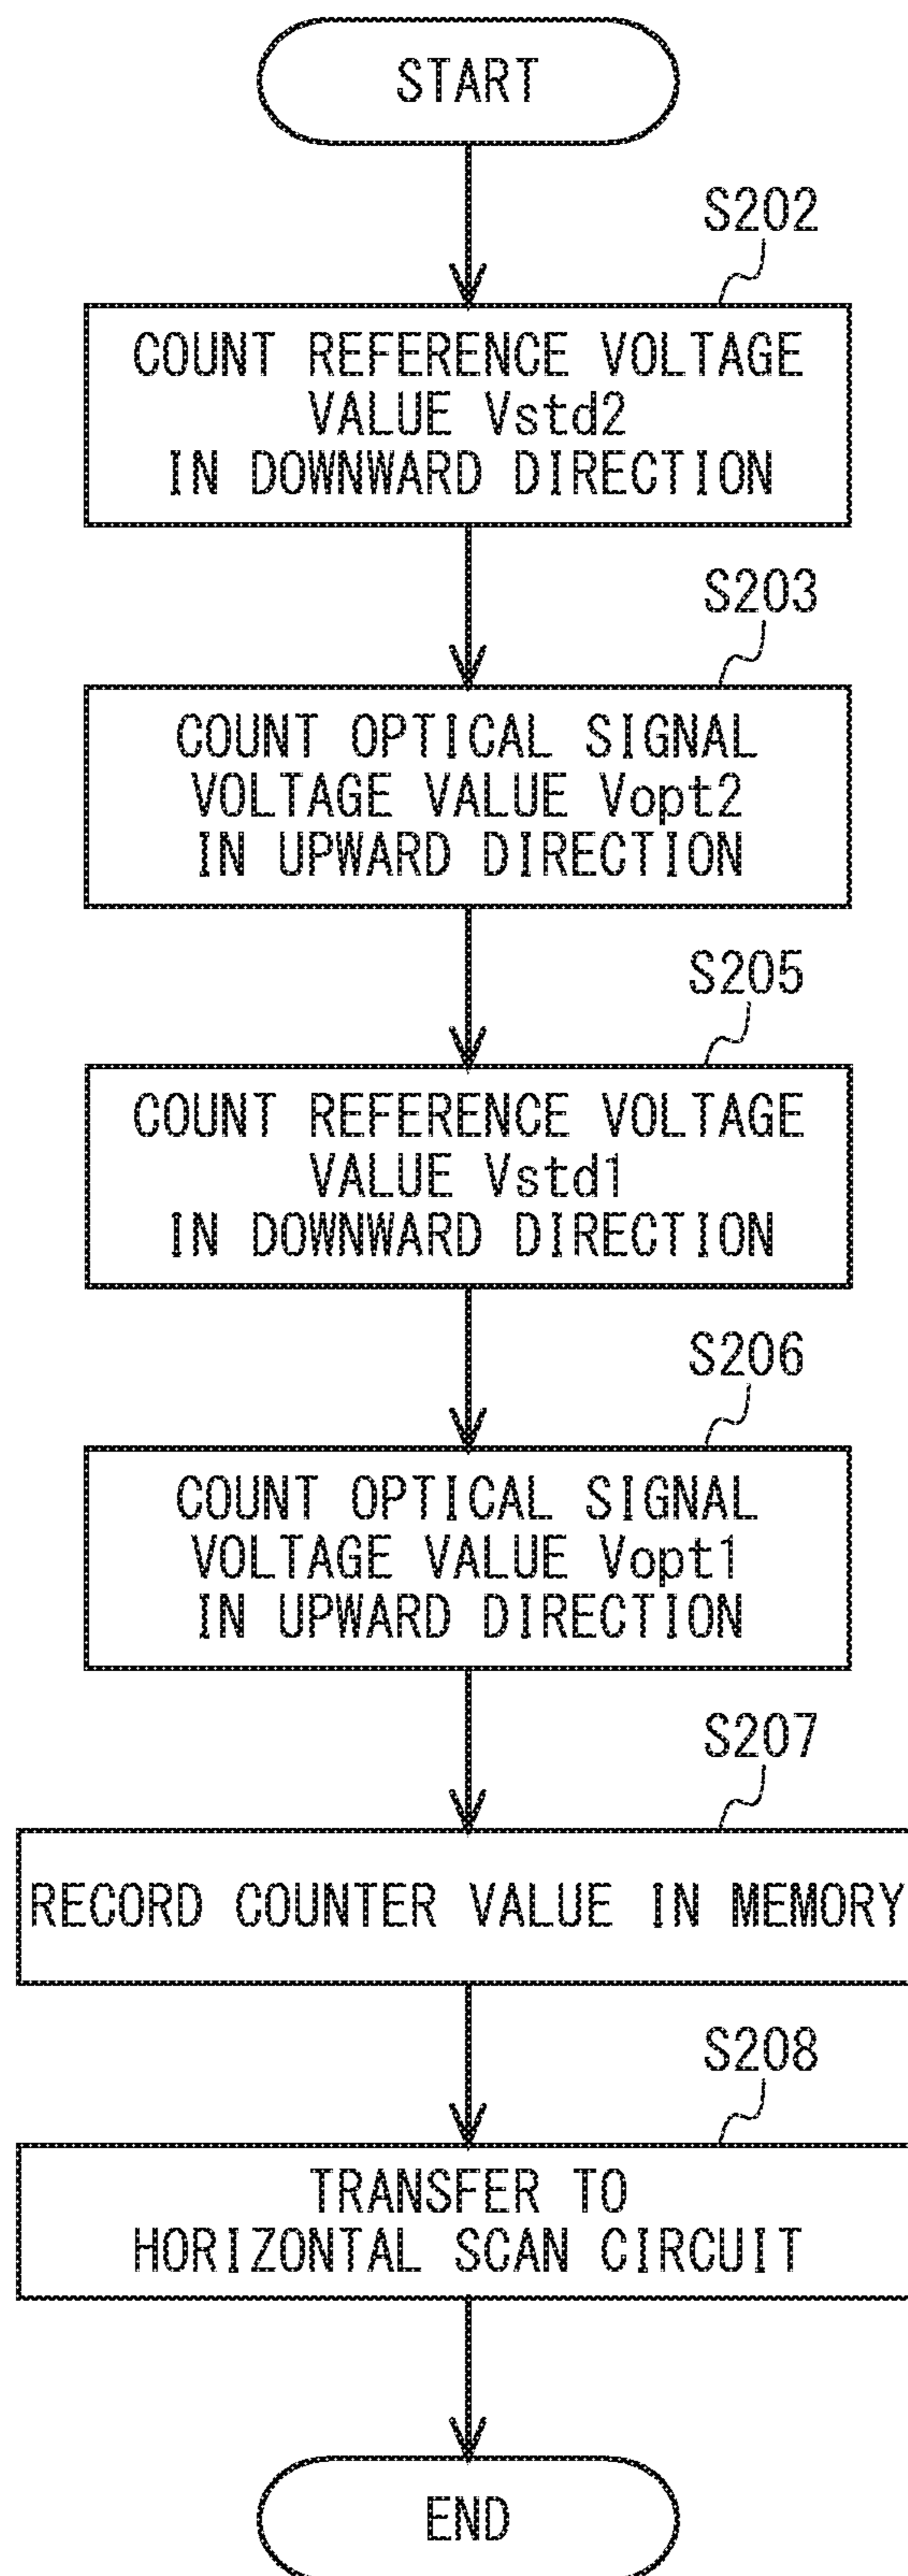 START
S202
COUNT REFERENCE VOLTAGE
VALUE Vstd2
IN DOWNWARD DIRECTION
S203
COUNT OPTICAL SIGNAL
VOLTAGE VALUE Vopt2
IN UPWARD DIRECTION
S205
COUNT REFERENCE VOLTAGE
VALUE Vstd1
IN DOWNWARD DIRECTION
S206
COUNT OPTICAL SIGNAL
VOLTAGE VALUE Vopt1
IN UPWARD DIRECTION
S207
RECORD COUNTER VALUE IN MEMORY
S208
TRANSFER TO
HORIZONTAL SCAN CIRCUIT
END